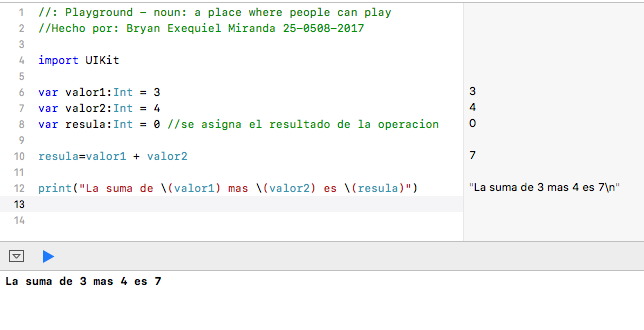 1 //: Playground – noun: a place where people can play
2 //Hecho por: Bryan Exequiel Miranda 25-0508-2017
3
4 import UIKit
5
6 var valor1:Int = 3 3
7 var valor2:Int = 4 4
8 var resula:Int = 0 //se asigna el resultado de la operacion 0
9
10 resula=valor1 + valor2 7
11
12 print("La suma de \(valor1) mas \(valor2) es \(resula)") "La suma de 3 mas 4 es 7\n"
13
14
La suma de 3 mas 4 es 7